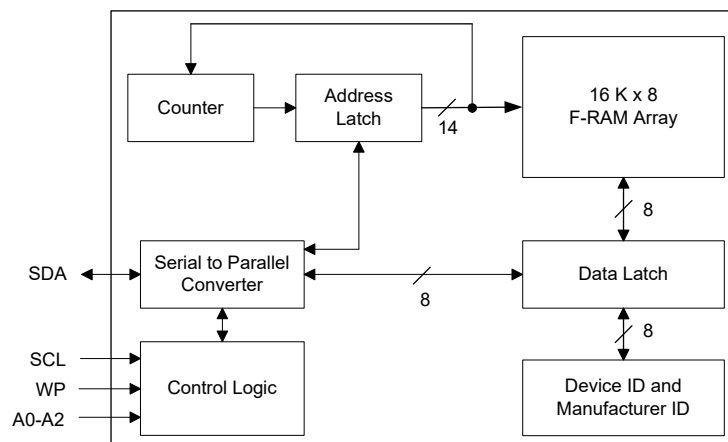 Counter
Address
Latch
14
16 K x 8
F-RAM Array
8
SDA
Serial to Parallel
Converter
8
Data Latch
8
SCL
WP
A0-A2
Control Logic
Device ID and
Manufacturer ID